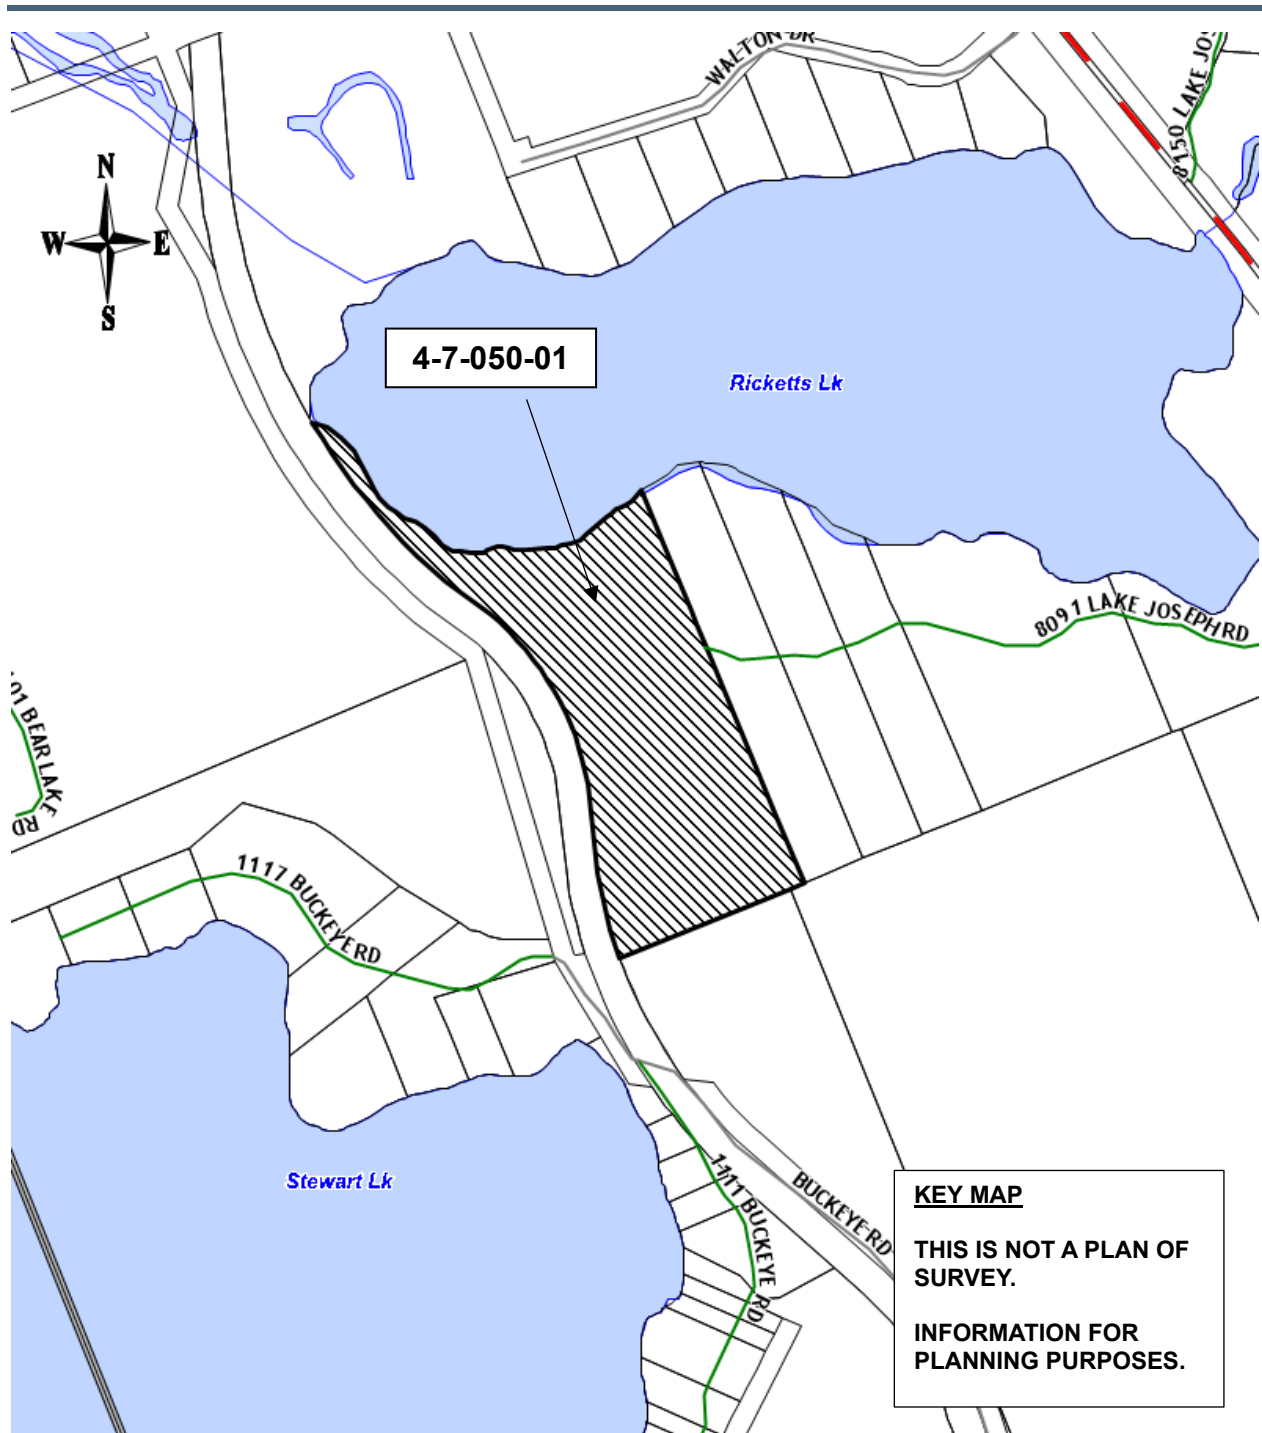 WALTON DR
8150 LAKE JOS
N
W E
S
4-7-050-01
Ricketts Lk
8091 LAKE JOSEPH RD
01 BEAR LAKE
RD
1117 BUCKEYE RD
Stewart Lk
1111 BUCKEYE RD
BUCKEYE RD
KEY MAP
THIS IS NOT A PLAN OF
SURVEY.
INFORMATION FOR
PLANNING PURPOSES.